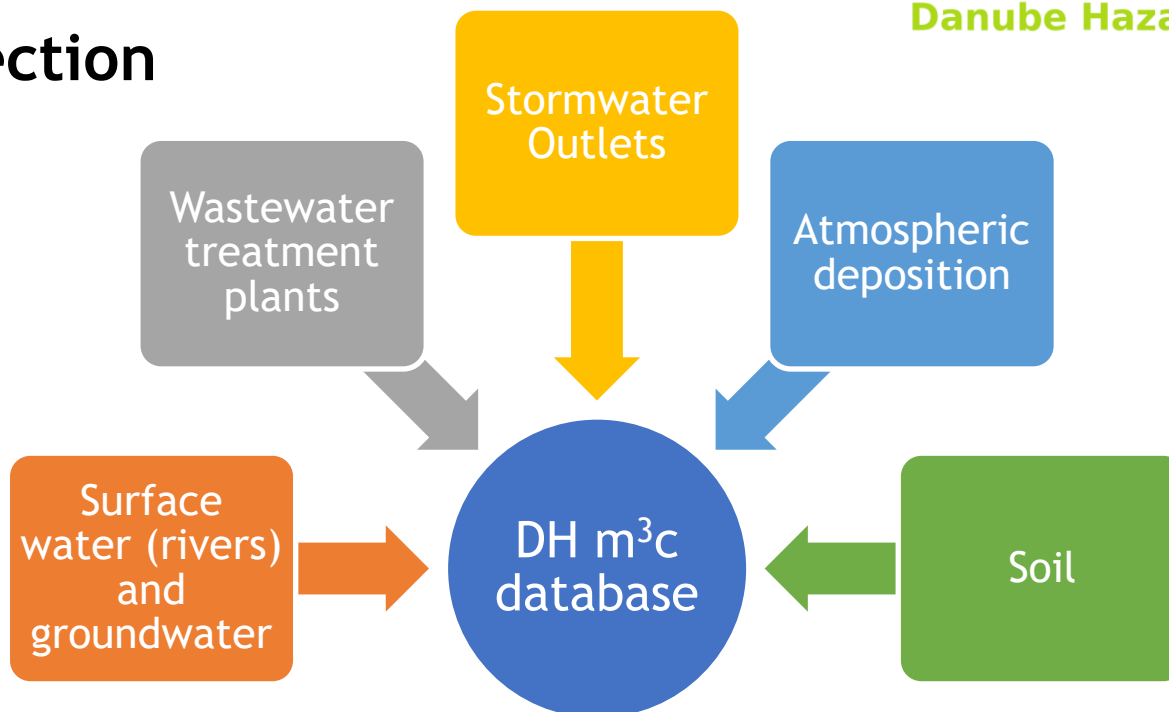 Danube Haza
ection
Stormwater
Outlets
Wastewater
treatment
plants
Atmospheric
deposition
Surface
water (rivers)
and
groundwater
DH m³c
database
Soil